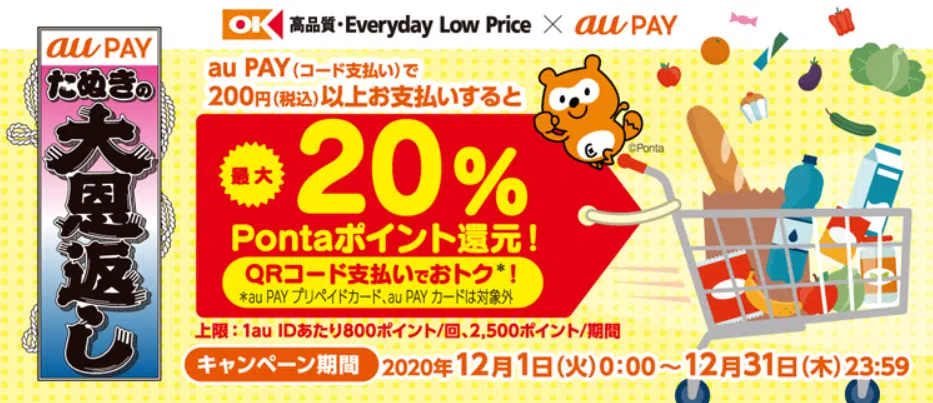 au PAY
たぬきの
大恩返し
OK 高品質・Everyday Low Price × au PAY
au PAY(コード支払い)で
200円(税込)以上お支払いすると
最大
20%
©Ponta
Pontaポイント還元!
QRコード支払いでおトク*!
*au PAY プリペイドカード、au PAY カードは対象外
上限:1au IDあたり800ポイント/回、2,500ポイント/期間
キャンペーン期間 2020年12月1日(火)0:00~12月31日(木)23:59